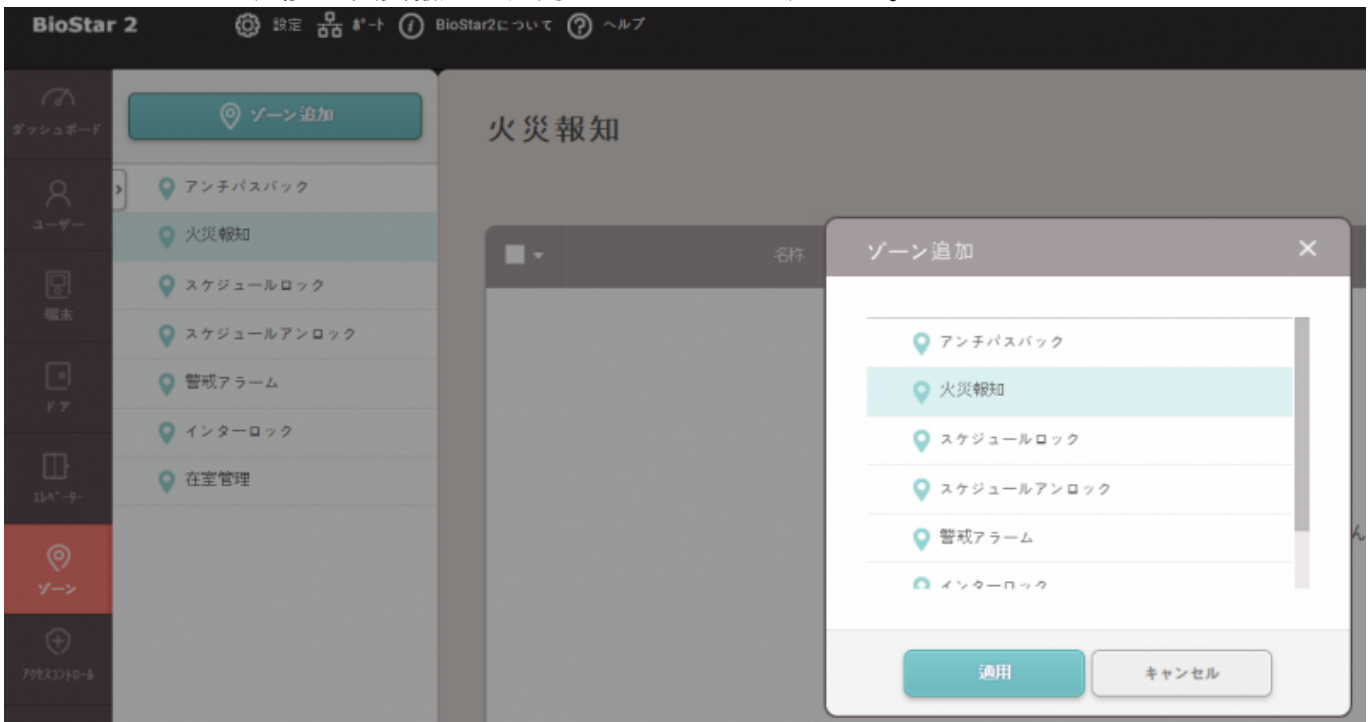 BioStar 2
設定
ﾎﾟｰﾄ
BioStar2について
ヘルプ
ダッシュボード
ユーザー
端末
ドア
ｴﾚﾍﾞｰﾀｰ
ゾーン
ｱｸｾｽｺﾝﾄﾛｰﾙ
ゾーン追加
アンチパスバック
火災報知
スケジュールロック
スケジュールアンロック
警戒アラーム
インターロック
在室管理
火災報知
名称
ゾーン追加
アンチパスバック
火災報知
スケジュールロック
スケジュールアンロック
警戒アラーム
インターロック
ん
適用
キャンセル